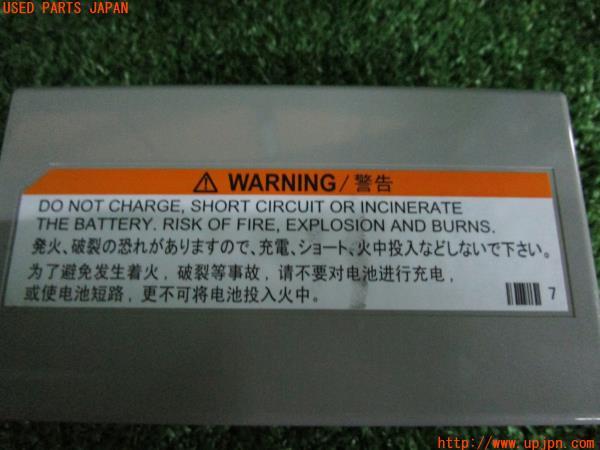 USED PARTS JAPAN
⚠ WARNING/警告
DO NOT CHARGE, SHORT CIRCUIT OR INCINERATE
THE BATTERY. RISK OF FIRE, EXPLOSION AND BURNS.
発火、破裂の恐れがありますので、充電、ショート、火中投入などしないで下さい。
为了避免发生着火，破裂等事故，请不要对电池进行充电，
或使电池短路，更不可将电池投入火中。
7
http://www.upjpn.com/